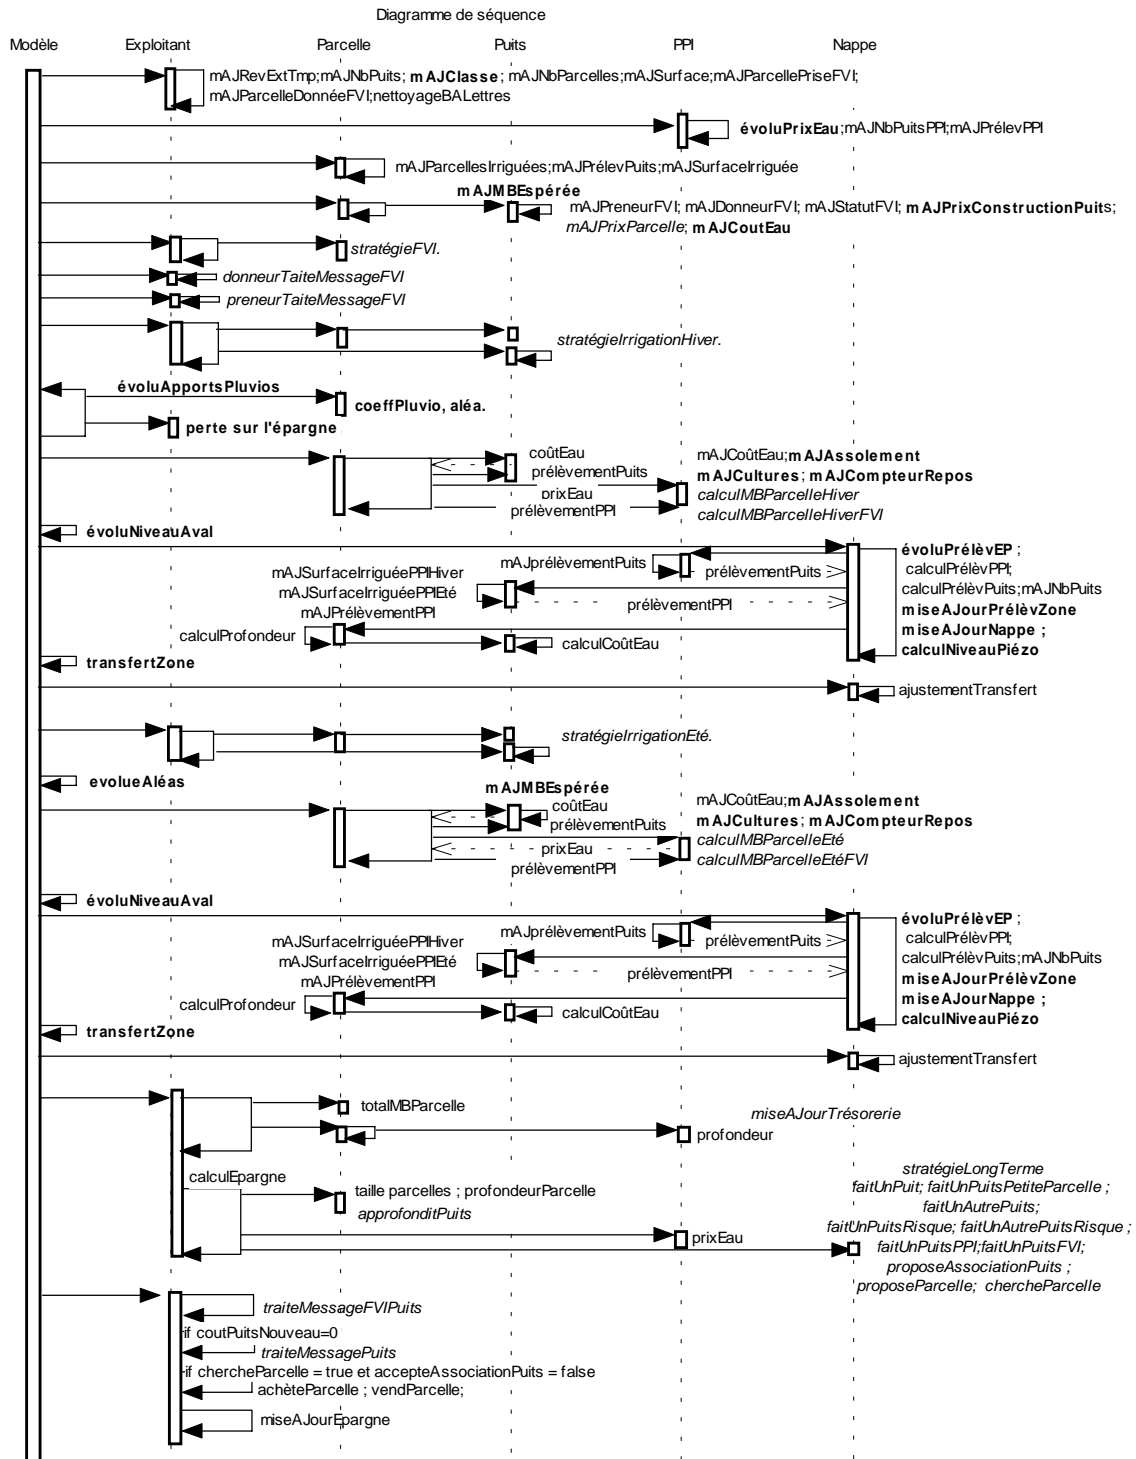 Diagramme de séquence
Modèle Exploitant Parcelle Puits PPI Nappe
mAJRevExtTmp;mAJNbPuits; mAJClasse; mAJNbParcelles;mAJSurface;mAJParcellePriseFVI;
mAJParcelleDonnéeFVI;nettoyageBALettres
évoluPrixEau;mAJNbPuitsPPI;mAJPrélevPPI
mAJParcellesIrriguées;mAJPrélevPuits;mAJSurfaceIrriguée
mAJMBEspérée
mAJPreneurFVI; mAJDonneurFVI; mAJStatutFVI; mAJPrixConstructionPuits;
mAJPrixParcelle; mAJCoutEau
stratégieFVI.
donneurTaiteMessageFVI
preneurTaiteMessageFVI
stratégieIrrigationHiver.
évoluApportsPluvios
coeffPluvio, aléa.
perte sur l'épargne
coûtEau
prélèvementPuits
prixEau
prélèvementPPI
mAJCoûtEau;mAJAssolement
mAJCultures; mAJCompteurRepos
calculMBParcelleHiver
calculMBParcelleHiverFVI
évoluNiveauAval
mAJprélèvementPuits
prélèvementPuits
mAJSurfaceIrriguéePPIHiver
mAJSurfaceIrriguéePPIEté
mAJPrélèvementPPI
prélèvementPPI
calculProfondeur
calculCoûtEau
évoluPrélèvEP ;
calculPrélèvPPI;
calculPrélèvPuits;mAJNbPuits
miseAJourPrélèvZone
miseAJourNappe ;
calculNiveauPiézo
transfertZone
ajustementTransfert
stratégieIrrigationEté.
evolueAléas
mAJMBEspérée
coûtEau
prélèvementPuits
prixEau
prélèvementPPI
mAJCoûtEau;mAJAssolement
mAJCultures; mAJCompteurRepos
calculMBParcelleEté
calculMBParcelleEtéFVI
évoluNiveauAval
mAJprélèvementPuits
prélèvementPuits
mAJSurfaceIrriguéePPIHiver
mAJSurfaceIrriguéePPIEté
mAJPrélèvementPPI
prélèvementPPI
calculProfondeur
calculCoûtEau
évoluPrélèvEP ;
calculPrélèvPPI;
calculPrélèvPuits;mAJNbPuits
miseAJourPrélèvZone
miseAJourNappe ;
calculNiveauPiézo
transfertZone
ajustementTransfert
totalMBParcelle
miseAJourTrésorerie
profondeur
calculEpargne
taille parcelles ; profondeurParcelle
approfonditPuits
prixEau
stratégieLongTerme
faitUnPuit; faitUnPuitsPetiteParcelle ;
faitUnAutrePuits;
faitUnPuitsRisque; faitUnAutrePuitsRisque ;
faitUnPuitsPPI;faitUnPuitsFVI;
proposeAssociationPuits ;
proposeParcelle; chercheParcelle
traiteMessageFVIPuits
if coutPuitsNouveau=0
traiteMessagePuits
if chercheParcelle = true et accepteAssociationPuits = false
achèteParcelle ; vendParcelle;
miseAJourEpargne